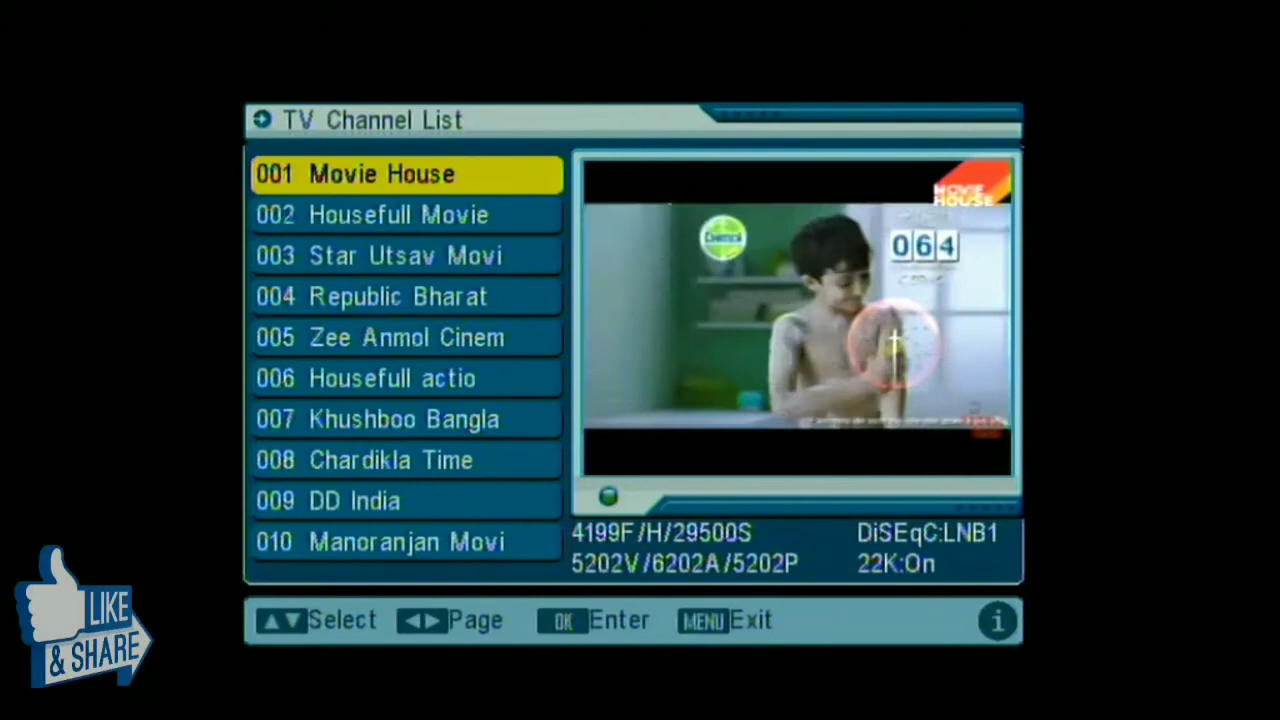 TV Channel List
001 Movie House
002 Housefull Movie
003 Star Utsav Movi
004 Republic Bharat
005 Zee Anmol Cinem
006 Housefull actio
007 Khushboo Bangla
008 Chardikla Time
009 DD India
010 Manoranjan Movi
MOVIE
HOUSE
Dettol
064
4199F/H/29500S DiSEqC:LNB1
5202V/6202A/5202P 22K:On
Select Page OK Enter MENU Exit i
LIKE
& SHARE